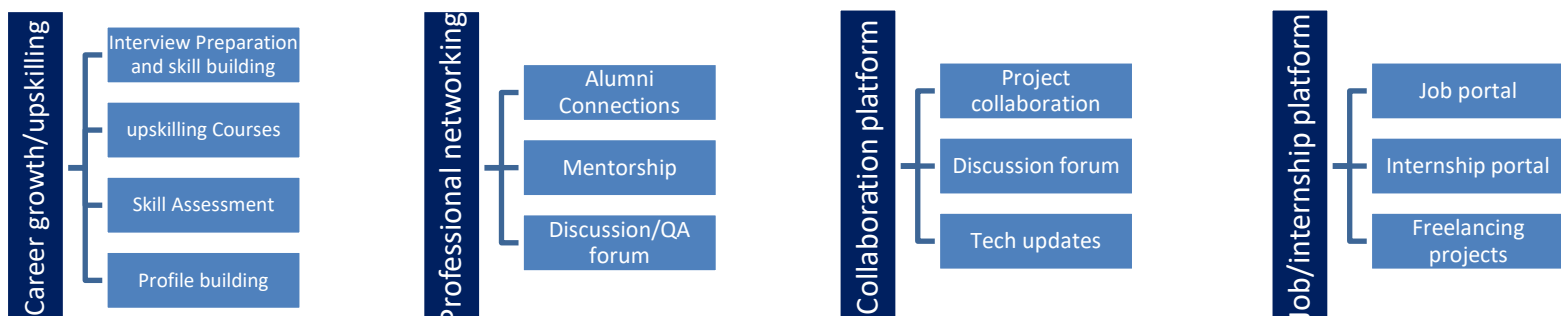 Career growth/upskilling
Interview Preparation
and skill building
upskilling Courses
Skill Assessment
Profile building
Professional networking
Alumni
Connections
Mentorship
Discussion/QA
forum
Collaboration platform
Project
collaboration
Discussion forum
Tech updates
Job/internship platform
Job portal
Internship portal
Freelancing
projects